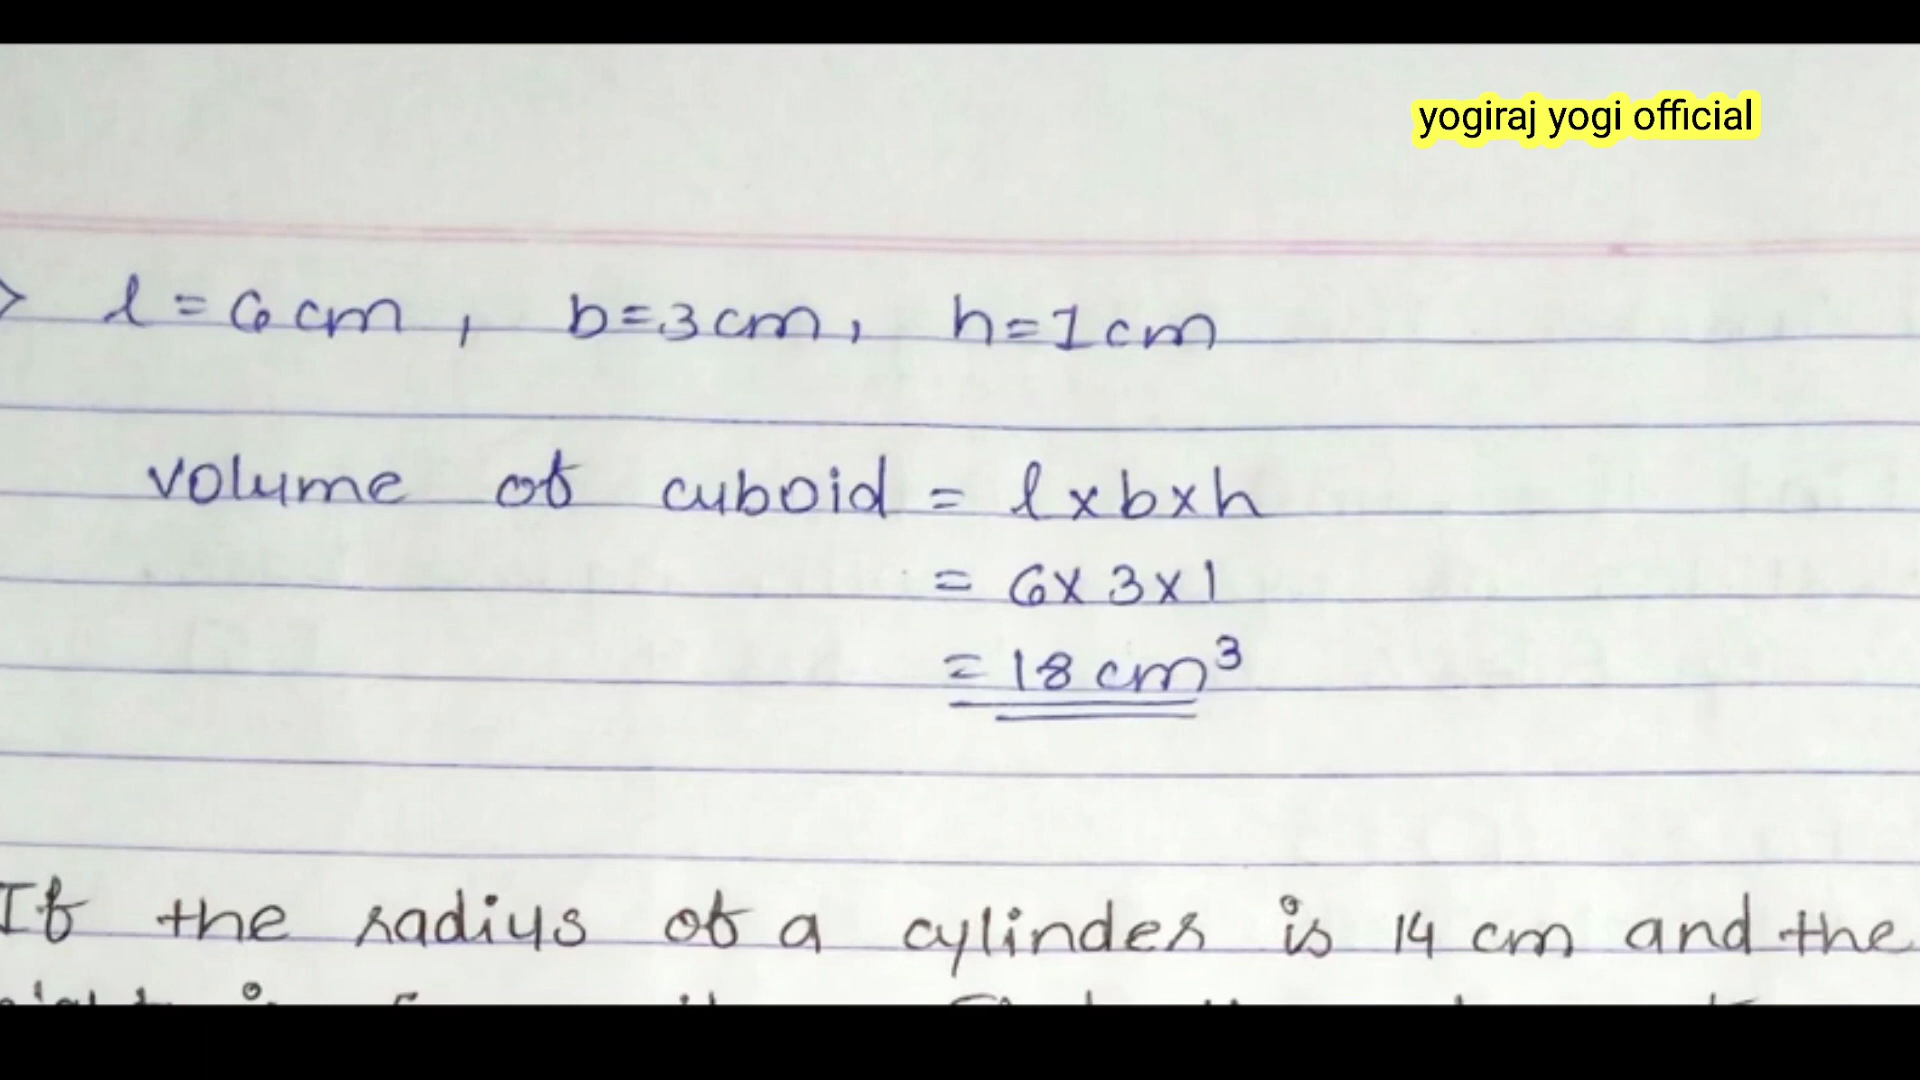 yogiraj yogi official
l = 6 cm , b = 3 cm , h = 1 cm
volume of cuboid = l x b x h
= 6 x 3 x 1
= 18 cm³
If the radius of a cylinder is 14 cm and the